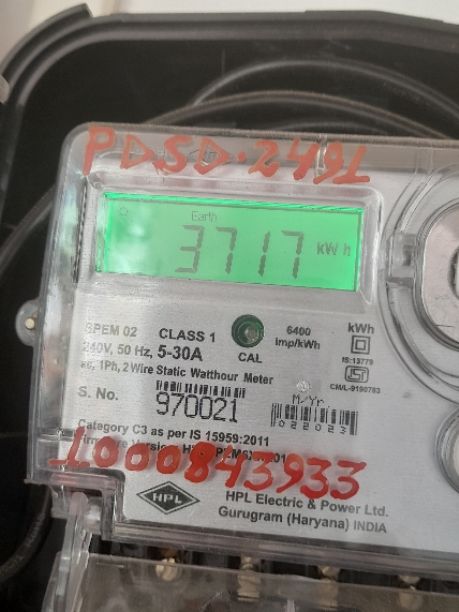 PDSD.2491
Earth
3717 kWh
SPEM 02 CLASS 1
240V, 50 Hz, 5-30A
CAL
6400
imp/kWh
kWh
IS:13779
ac, 1Ph, 2 Wire Static Watthour Meter
CM/L-9190783
S. No. 970021
M/Yr
022023
Category C3 as per IS 15959:2011
1000843933
HPL
HPL Electric & Power Ltd.
Gurugram (Haryana) INDIA